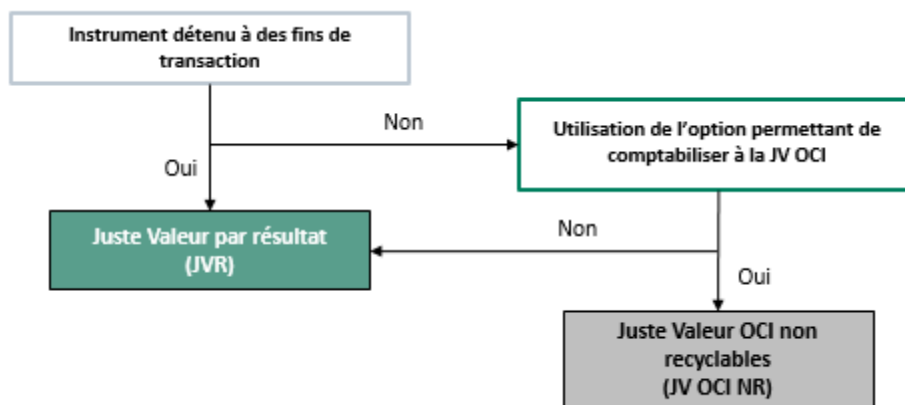 Instrument détenu à des fins de
transaction
Non
Utilisation de l'option permettant de
comptabiliser à la JV OCI
Oui
Juste Valeur par résultat
(JVR)
Non
Oui
Juste Valeur OCI non
recyclables
(JV OCI NR)